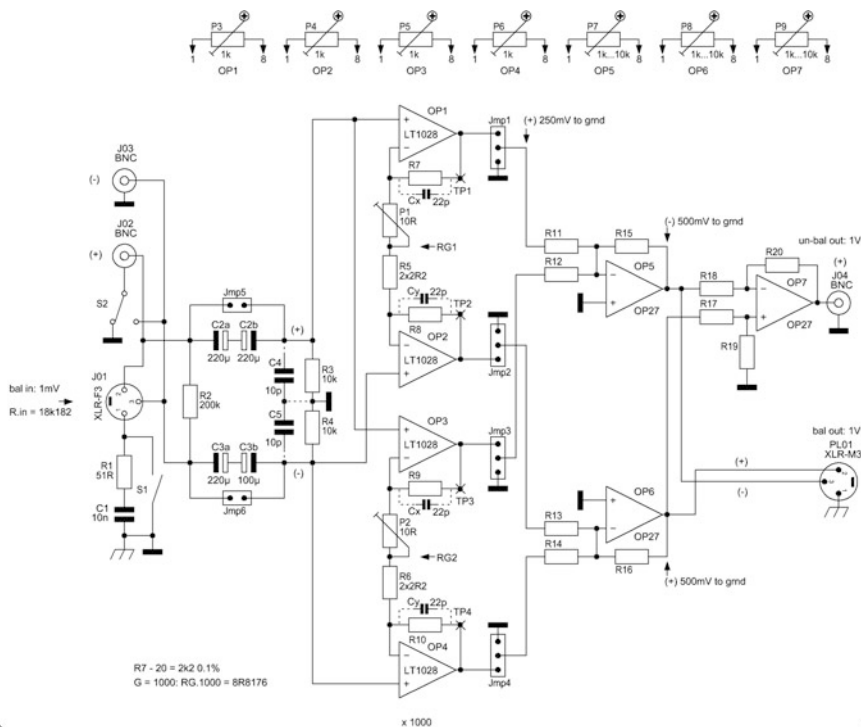 P3
1k
1
8
OP1
P4
1k
1
8
OP2
P5
1k
1
8
OP3
P6
1k
1
8
OP4
P7
1k...10k
1
8
OP5
P8
1k...10k
1
8
OP6
P9
1k...10k
1
8
OP7
OP1
LT1028
Jmp1
(+) 250mV to grnd
J03
BNC
(-)
R7
Cx
22p
TP1
J02
BNC
(+)
P1
10R
RG1
(-) 500mV to grnd
R11
R15
R12
OP5
OP27
un-bal out: 1V
(+)
R20
OP7
J04
BNC
R18
R17
OP27
R19
R5
2x2R2
S2
Jmp5
Cy
22p
TP2
R8
OP2
LT1028
Jmp2
C2a
C2b
(+)
220µ
220µ
C4
10p
R3
10k
J01
XLR-F3
1
2
3
bal in: 1mV
R.in = 18k182
R2
200k
C5
10p
R4
10k
OP3
LT1028
Jmp3
bal out: 1V
PL01
XLR-M3
(+)
(-)
C3a
C3b
(-)
220µ
100µ
Jmp6
R1
51R
S1
C1
10n
R9
TP3
Cx
22p
P2
10R
RG2
OP6
OP27
R13
R14
R16
(+) 500mV to grnd
R6
2x2R2
Cy
22p
TP4
R10
OP4
LT1028
Jmp4
R7 - 20 = 2k2 0.1%
G = 1000: RG.1000 = 8R8176
x 1000